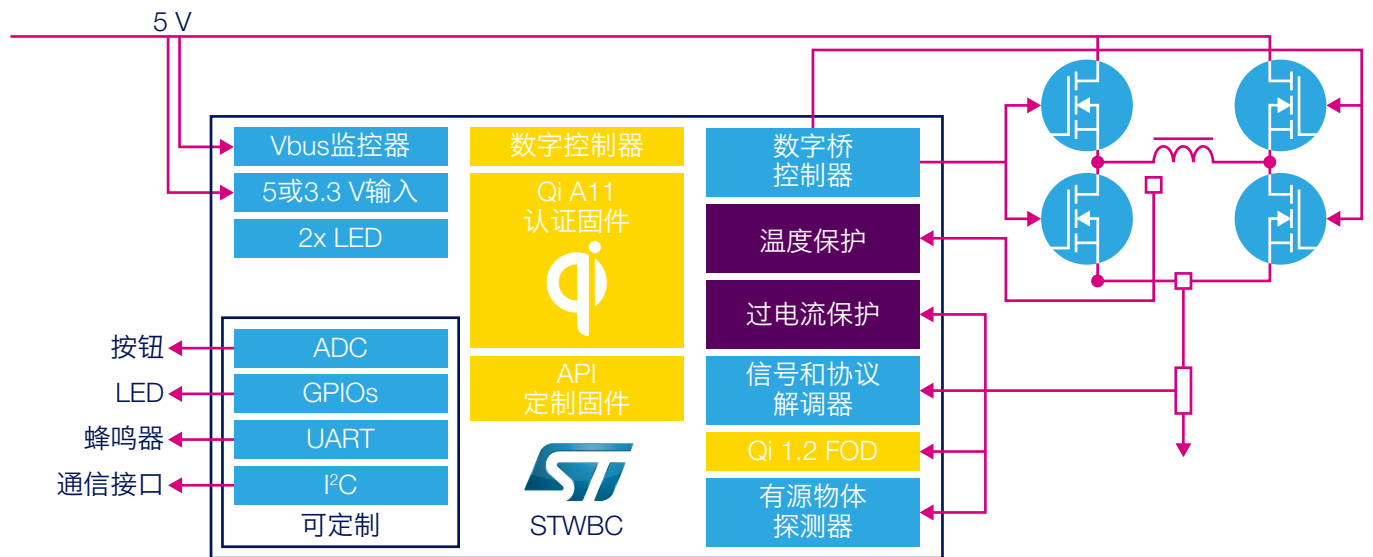 5 V
Vbus监控器
5或3.3 V输入
2x LED
数字控制器
Qi A11
认证固件
qi
API
定制固件
数字桥
控制器
温度保护
过电流保护
信号和协议
解调器
Qi 1.2 FOD
有源物体
探测器
按钮
ADC
LED
GPIOs
蜂鸣器
UART
通信接口
I²C
可定制
ST
STWBC